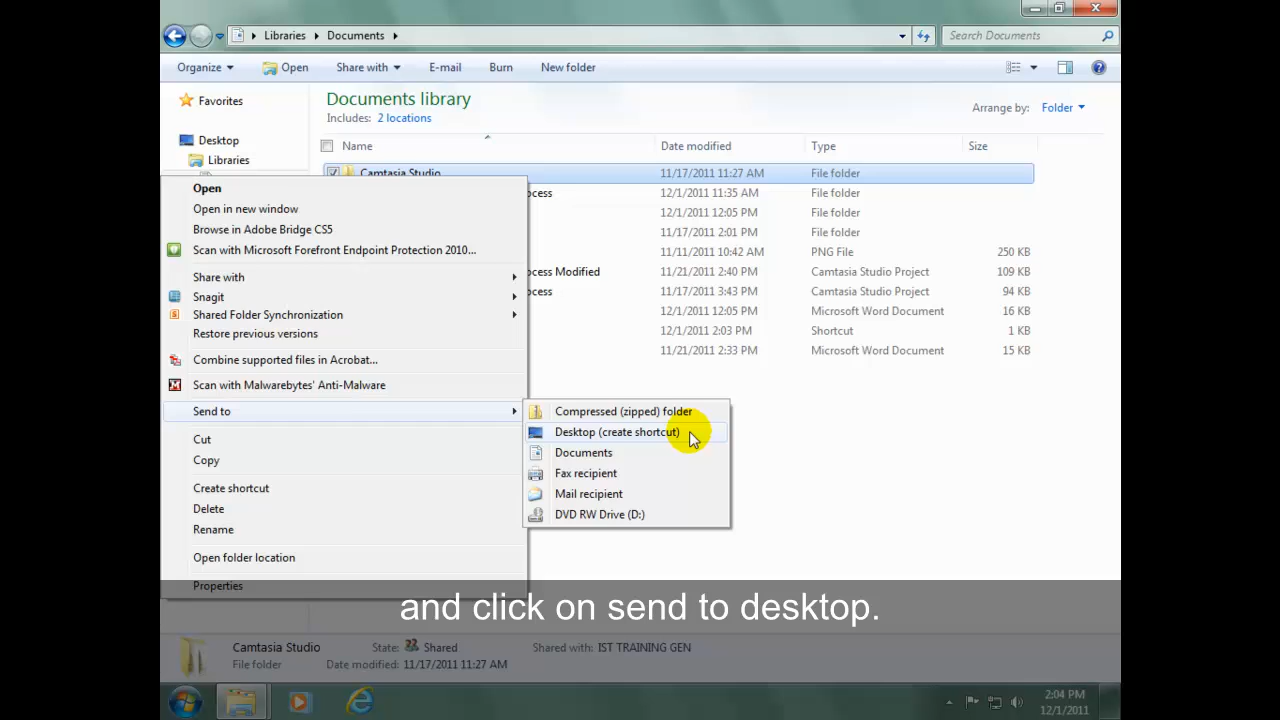 Libraries Documents Search Documents
Organize Open Share with E-mail Burn New folder
Favorites
Desktop
Libraries
Documents library
Includes: 2 locations
Arrange by: Folder
Name Date modified Type Size
Camtasia Studio 11/17/2011 11:27 AM File folder
ocess 12/1/2011 11:35 AM File folder
12/1/2011 12:05 PM File folder
11/17/2011 2:01 PM File folder
11/11/2011 10:42 AM PNG File 250 KB
ocess Modified 11/21/2011 2:40 PM Camtasia Studio Project 109 KB
ocess 11/17/2011 3:43 PM Camtasia Studio Project 94 KB
12/1/2011 12:05 PM Microsoft Word Document 16 KB
12/1/2011 2:03 PM Shortcut 1 KB
11/21/2011 2:33 PM Microsoft Word Document 15 KB
Open
Open in new window
Browse in Adobe Bridge CS5
Scan with Microsoft Forefront Endpoint Protection 2010...
Share with
Snagit
Shared Folder Synchronization
Restore previous versions
Combine supported files in Acrobat...
Scan with Malwarebytes' Anti-Malware
Send to
Cut
Copy
Create shortcut
Delete
Rename
Open folder location
Properties
Compressed (zipped) folder
Desktop (create shortcut)
Documents
Fax recipient
Mail recipient
DVD RW Drive (D:)
and click on send to desktop.
Camtasia Studio State: Shared Shared with: IST TRAINING GEN
File folder Date modified: 11/17/2011 11:27 AM
2:04 PM
12/1/2011